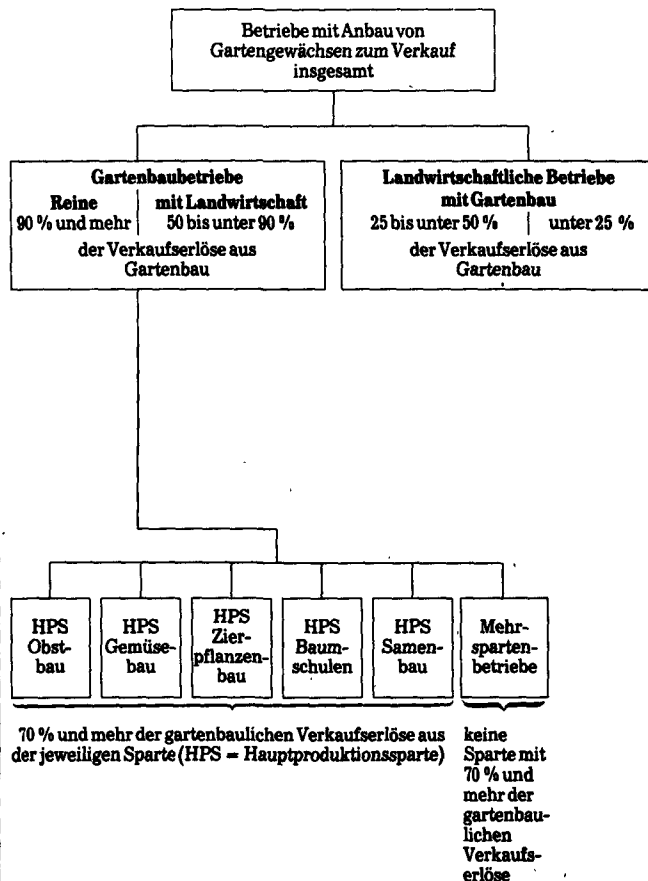 Betriebe mit Anbau von
Gartengewächsen zum Verkauf
insgesamt
Gartenbaubetriebe
Reine mit Landwirtschaft
90 % und mehr 50 bis unter 90 %
der Verkaufserlöse aus
Gartenbau
Landwirtschaftliche Betriebe
mit Gartenbau
25 bis unter 50 % unter 25 %
der Verkaufserlöse aus
Gartenbau
HPS
Obst-
bau
HPS
Gemüse-
bau
HPS
Zier-
pflanzen-
bau
HPS
Baum-
schulen
HPS
Samen-
bau
Mehr-
sparten-
betriebe
70 % und mehr der gartenbaulichen Verkaufserlöse aus
der jeweiligen Sparte (HPS = Hauptproduktionssparte)
keine
Sparte mit
70 % und
mehr der
gartenbau-
lichen
Verkaufs-
erlöse